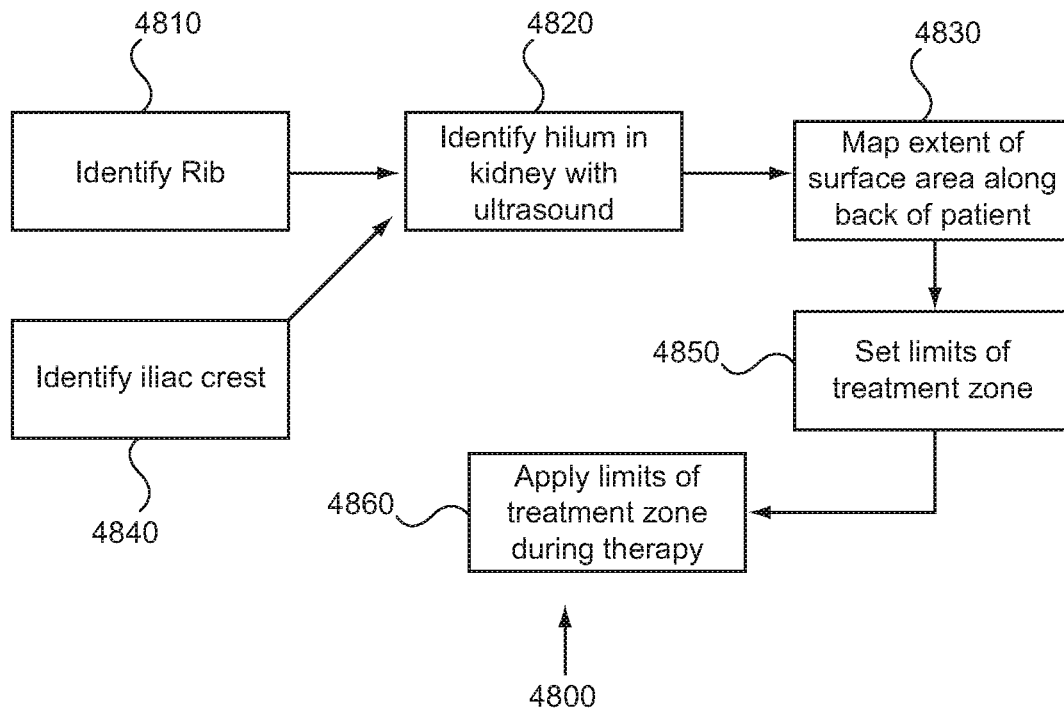 4810
4820
4830
Identify Rib
Identify hilum in
kidney with
ultrasound
Map extent of
surface area along
back of patient
Identify iliac crest
4840
4850
Set limits of
treatment zone
4860
Apply limits of
treatment zone
during therapy
4800